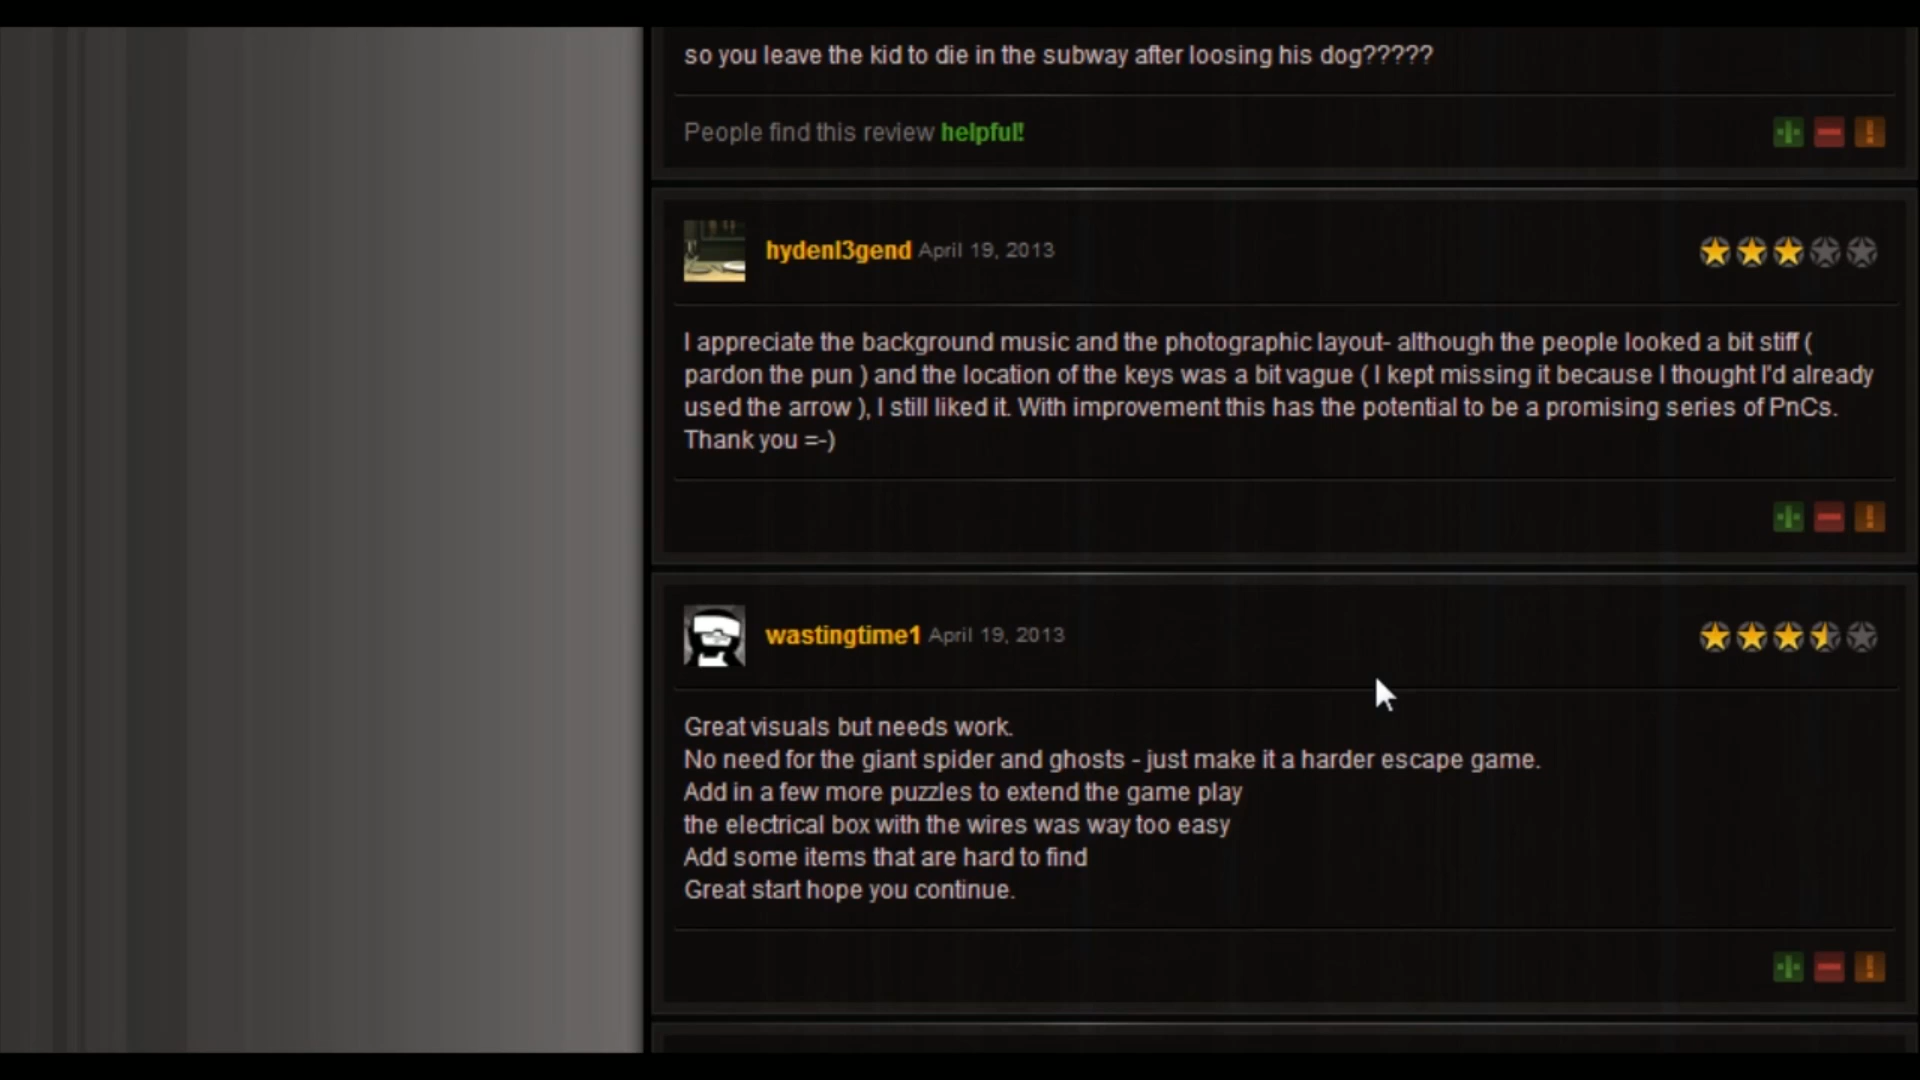 so you leave the kid to die in the subway after loosing his dog?????
People find this review helpful!
hydenl3gend April 19, 2013
I appreciate the background music and the photographic layout- although the people looked a bit stiff (
pardon the pun ) and the location of the keys was a bit vague ( I kept missing it because I thought I'd already
used the arrow ), I still liked it. With improvement this has the potential to be a promising series of PnCs.
Thank you =-)
wastingtime1 April 19, 2013
Great visuals but needs work.
No need for the giant spider and ghosts - just make it a harder escape game.
Add in a few more puzzles to extend the game play
the electrical box with the wires was way too easy
Add some items that are hard to find
Great start hope you continue.